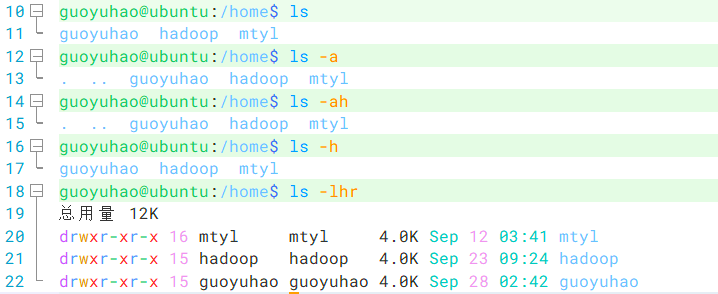 10 guoyuhao@ubuntu:/home$ ls
11 guoyuhao  hadoop  mtyl
12 guoyuhao@ubuntu:/home$ ls -a
13 .  ..  guoyuhao  hadoop  mtyl
14 guoyuhao@ubuntu:/home$ ls -ah
15 .  ..  guoyuhao  hadoop  mtyl
16 guoyuhao@ubuntu:/home$ ls -h
17 guoyuhao  hadoop  mtyl
18 guoyuhao@ubuntu:/home$ ls -lhr
19 总用量 12K
20 drwxr-xr-x 16 mtyl     mtyl     4.0K Sep 12 03:41 mtyl
21 drwxr-xr-x 15 hadoop   hadoop   4.0K Sep 23 09:24 hadoop
22 drwxr-xr-x 15 guoyuhao guoyuhao 4.0K Sep 28 02:42 guoyuhao